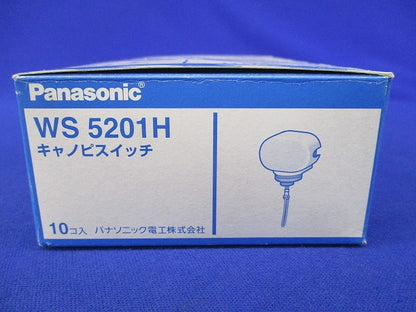 Panasonic®
WS 5201H
キャノピスイッチ
10コ入 パナソニック電工株式会社